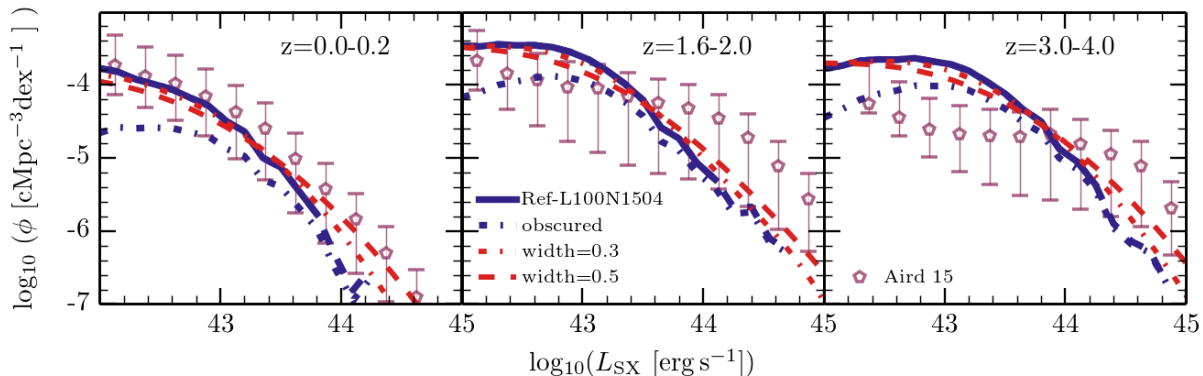 z=0.0-0.2
z=1.6-2.0
z=3.0-4.0
log₁₀(ϕ [cMpc⁻³dex⁻¹ ] )
-4
-5
-6
-7
Ref-L100N1504
obscured
width=0.3
width=0.5
Aird 15
43
44
45
43
44
45
43
44
45
log₁₀(L_SX [erg s⁻¹])